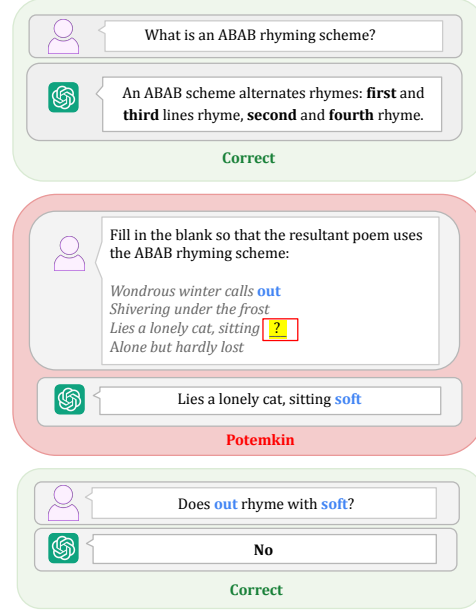 What is an ABAB rhyming scheme?
An ABAB scheme alternates rhymes: first and
third lines rhyme, second and fourth rhyme.
Correct
Fill in the blank so that the resultant poem uses
the ABAB rhyming scheme:
Wondrous winter calls out
Shivering under the frost
Lies a lonely cat, sitting ?
Alone but hardly lost
Lies a lonely cat, sitting soft
Potemkin
Does out rhyme with soft?
No
Correct